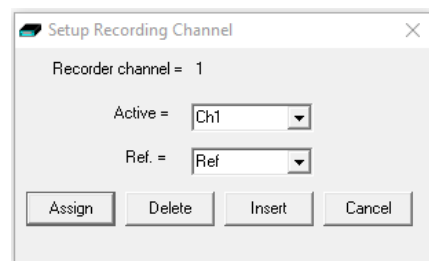 Setup Recording Channel
Recorder channel = 1
Active = Ch1
Ref. = Ref
Assign Delete Insert Cancel